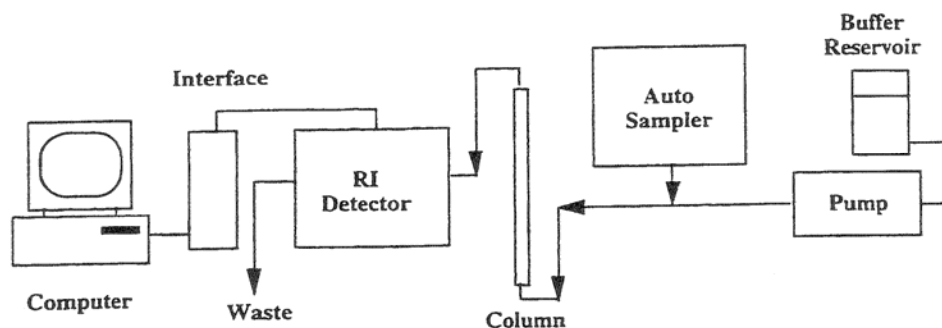 Buffer
Reservoir
Interface
Auto
Sampler
RI
Detector
Pump
Computer
Waste
Column